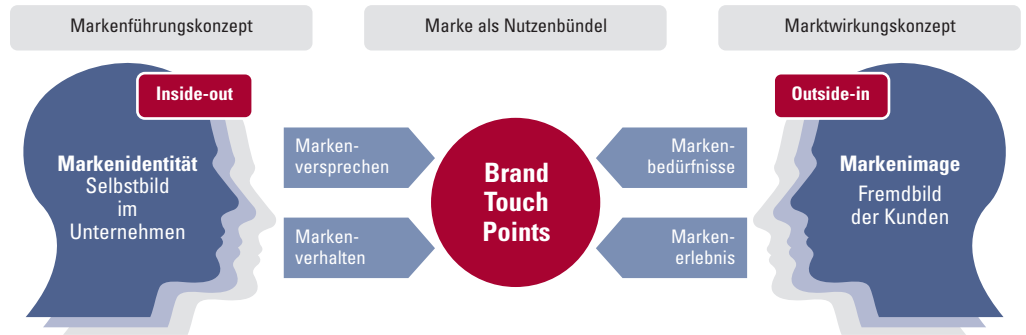 Markenführungskonzept
Marke als Nutzenbündel
Marktwirkungskonzept
Inside-out
Outside-in
Markenidentität
Selbstbild
im
Unternehmen
Marken-
versprechen
Marken-
verhalten
Brand
Touch
Points
Marken-
bedürfnisse
Marken-
erlebnis
Markenimage
Fremdbild
der Kunden